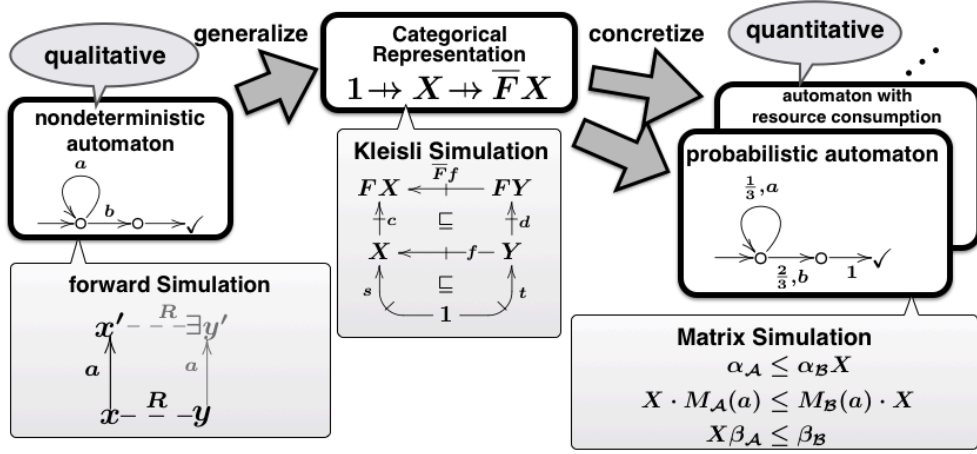 qualitative
generalize
Categorical
Representation
1 ⇸ X ⇸ F̅X
concretize
quantitative
nondeterministic
automaton
a
b
✓
automaton with
resource consumption
probabilistic automaton
1/3, a
2/3, b
1
✓
forward Simulation
x′ - R - ∃y′
a a
x - R - y
Kleisli Simulation
F̅f
FX FY
c ⊑ d
X f Y
s ⊑ t
1
Matrix Simulation
α_𝒜 ≤ α_ℬ X
X · M_𝒜(a) ≤ M_ℬ(a) · X
Xβ_𝒜 ≤ β_ℬ